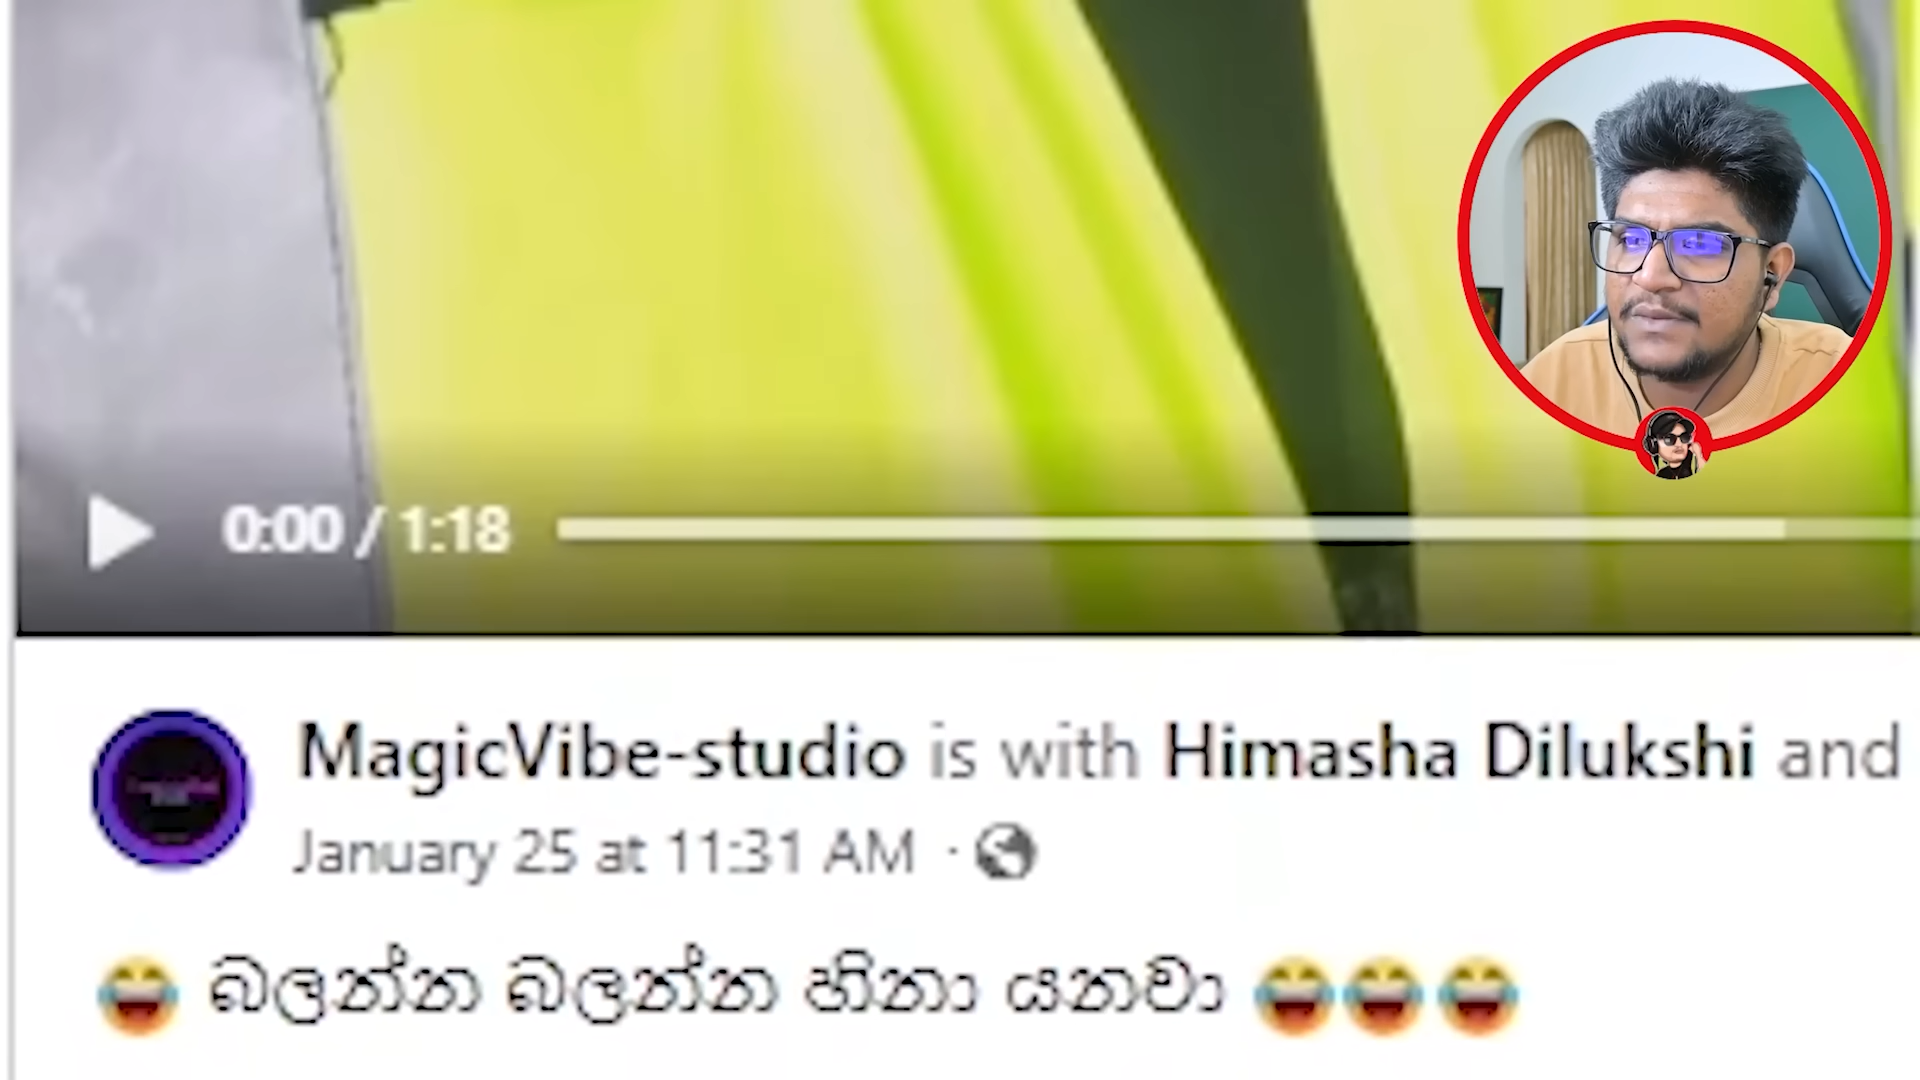 0:00 / 1:18
MagicVibe-studio is with Himasha Dilukshi and
January 25 at 11:31 AM ·
😂 බලන්න බලන්න හිනා යනවා 😂😂😂